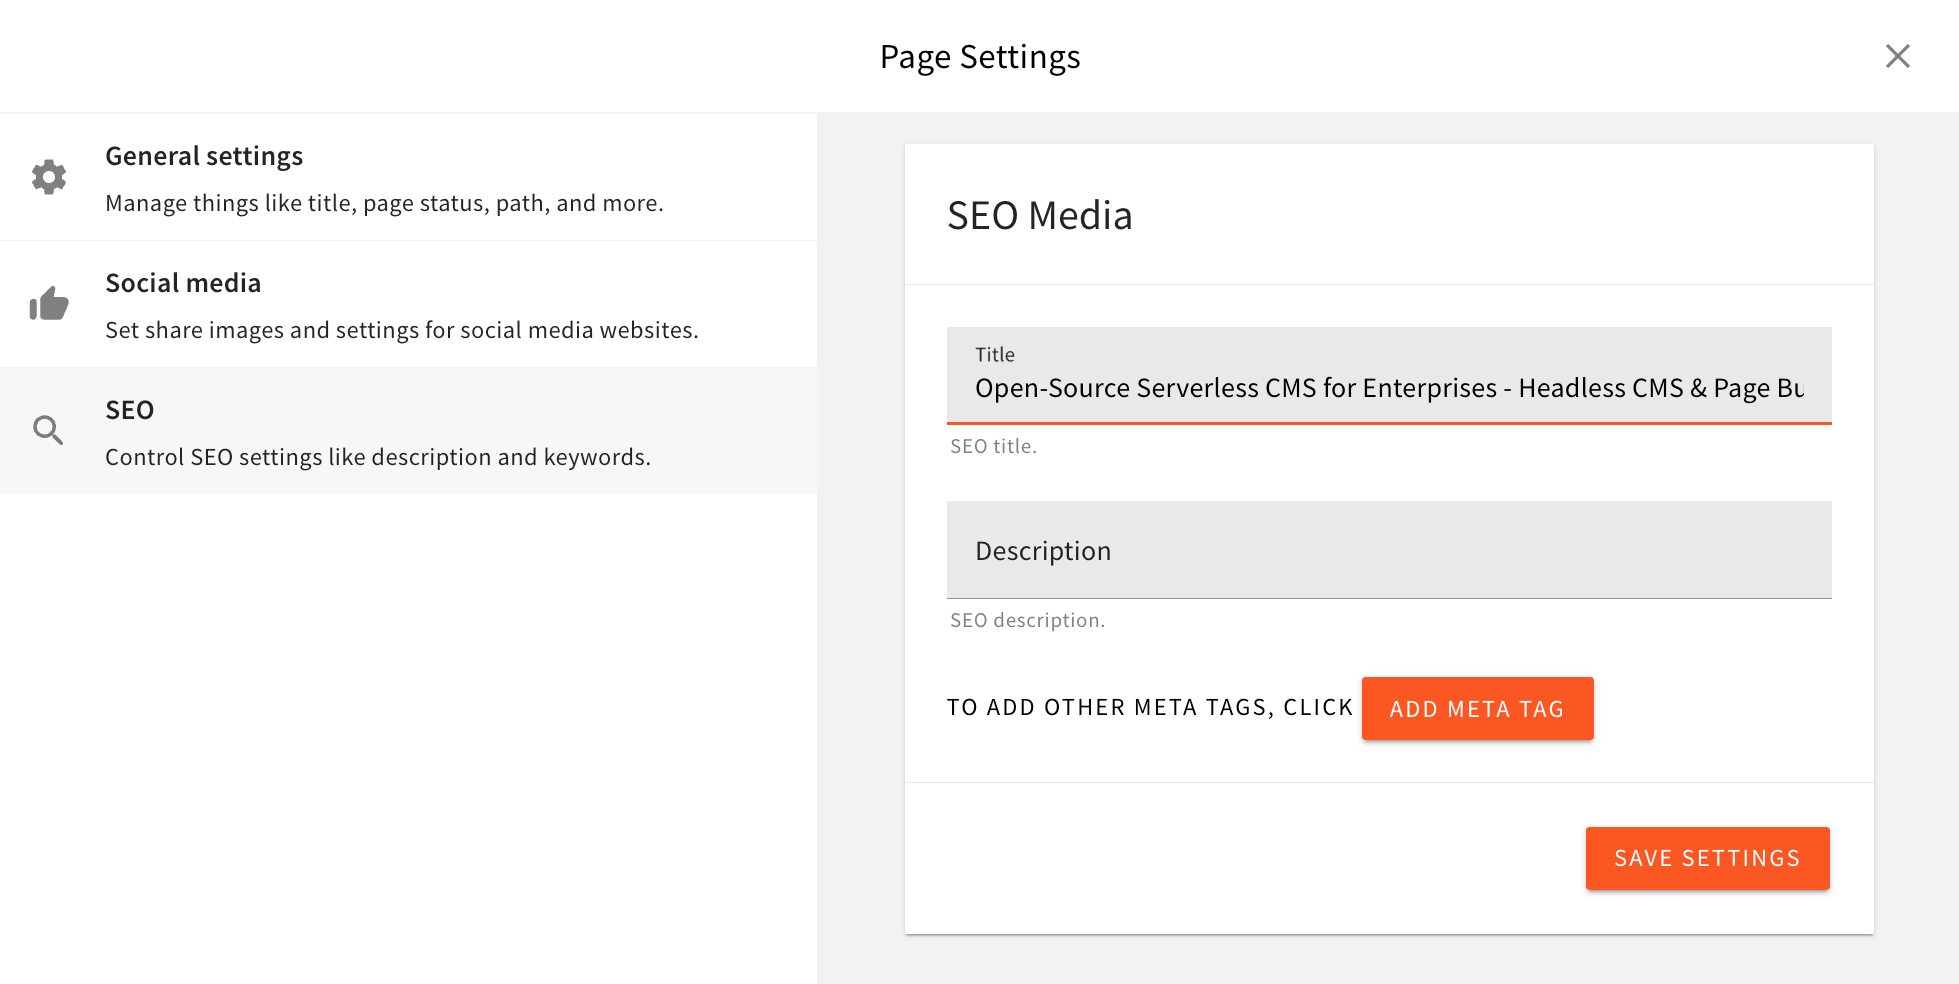 Page Settings
General settings
Manage things like title, page status, path, and more.
Social media
Set share images and settings for social media websites.
SEO
Control SEO settings like description and keywords.
SEO Media
Title
Open-Source Serverless CMS for Enterprises - Headless CMS & Page Bu
SEO title.
Description
SEO description.
TO ADD OTHER META TAGS, CLICK ADD META TAG
SAVE SETTINGS